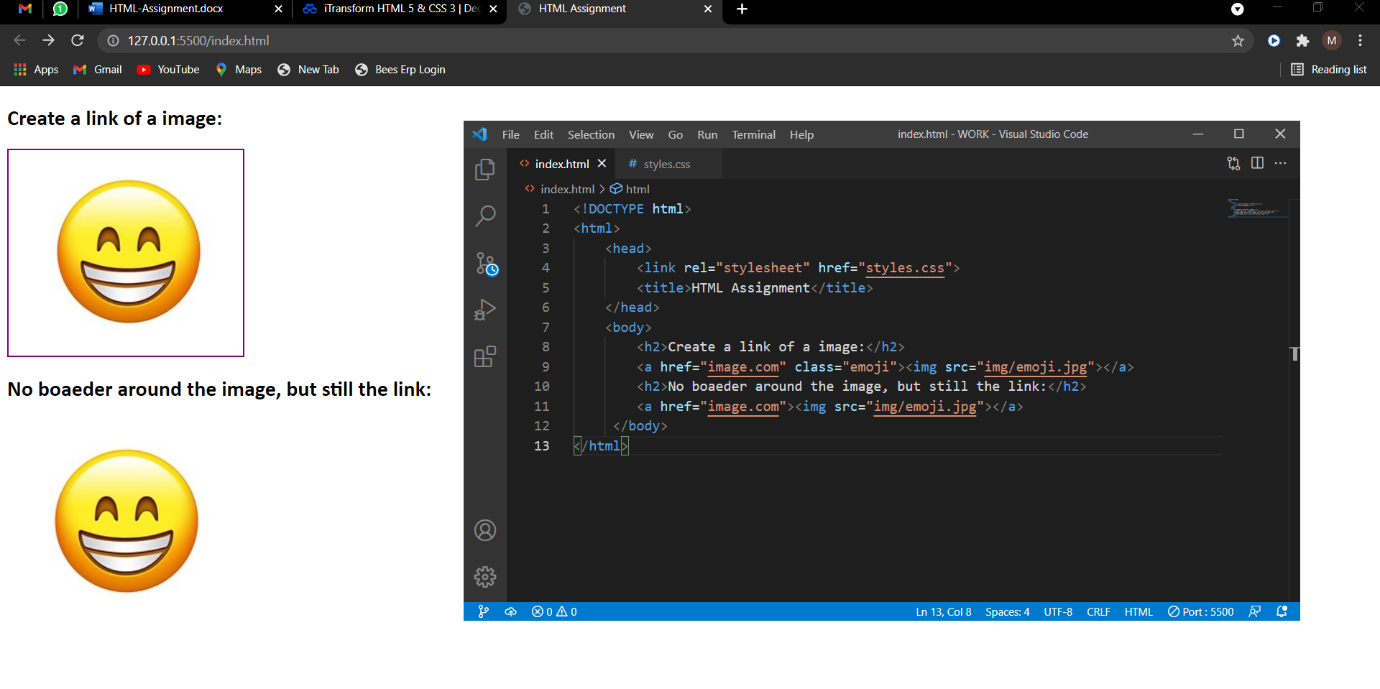 HTML-Assignment.docx
iTransform HTML 5 & CSS 3 | De
HTML Assignment
127.0.0.1:5500/index.html
M
Apps
Gmail
YouTube
Maps
New Tab
Bees Erp Login
Reading list
Create a link of a image:
No boaeder around the image, but still the link:
File Edit Selection View Go Run Terminal Help
index.html - WORK - Visual Studio Code
index.html
# styles.css
index.html > html
1 <!DOCTYPE html>
2 <html>
3 <head>
4 <link rel="stylesheet" href="styles.css">
5 <title>HTML Assignment</title>
6 </head>
7 <body>
8 <h2>Create a link of a image:</h2>
9 <a href="image.com" class="emoji"><img src="img/emoji.jpg"></a>
10 <h2>No boaeder around the image, but still the link:</h2>
11 <a href="image.com"><img src="img/emoji.jpg"></a>
12 </body>
13 </html>
0 0
Ln 13, Col 8 Spaces: 4 UTF-8 CRLF HTML Port : 5500